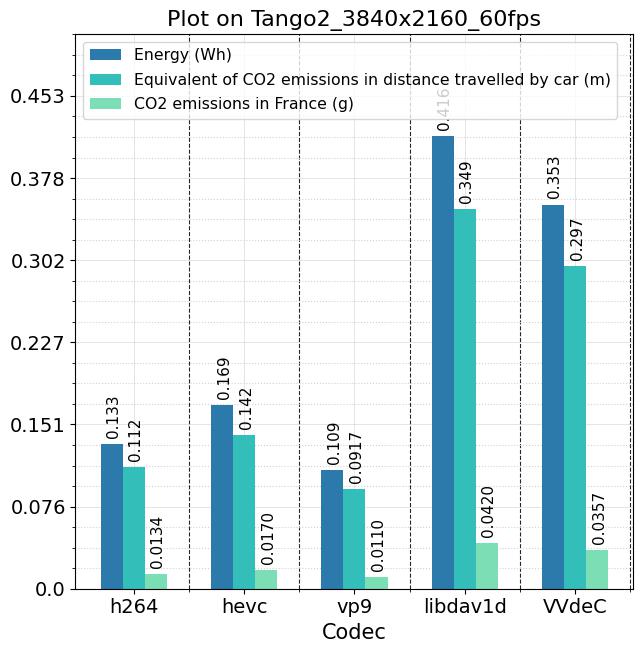 Plot on Tango2_3840x2160_60fps
Energy (Wh)
Equivalent of CO2 emissions in distance travelled by car (m)
CO2 emissions in France (g)
0.453
0.378
0.302
0.227
0.151
0.076
0.0
0.133
0.112
0.0134
0.169
0.142
0.0170
0.109
0.0917
0.0110
0.416
0.349
0.0420
0.353
0.297
0.0357
h264
hevc
vp9
libdav1d
VVdeC
Codec